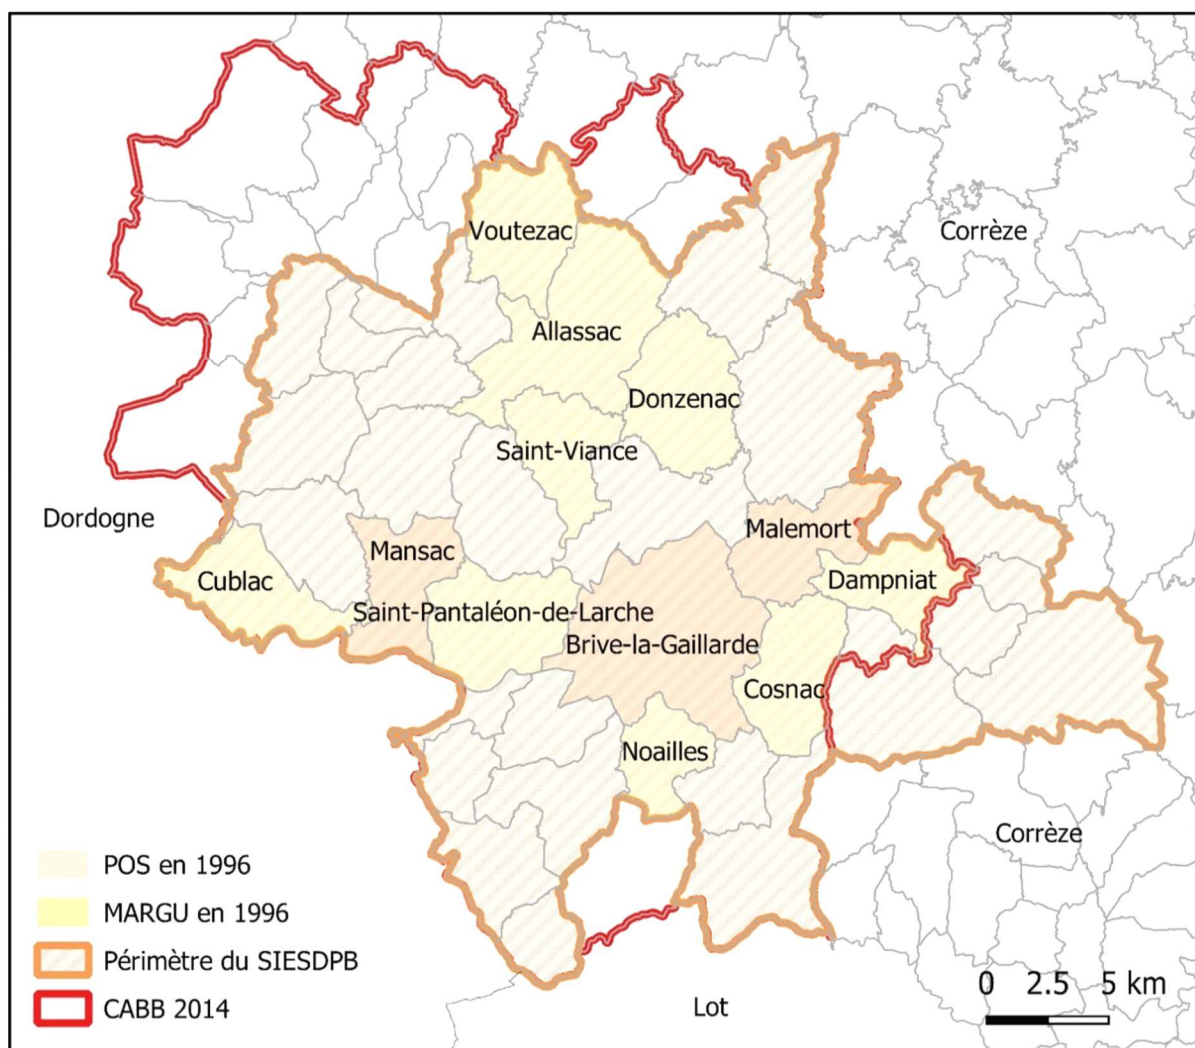 Voutezac
Corrèze
Allassac
Donzenac
Saint-Viance
Dordogne
Malemort
Mansac
Cublac
Dampniat
Saint-Pantaléon-de-Larche
Brive-la-Gaillarde
Cosnac
Noailles
Corrèze
POS en 1996
MARGU en 1996
Périmètre du SIESDPB
CABB 2014
Lot
0 2.5 5 km